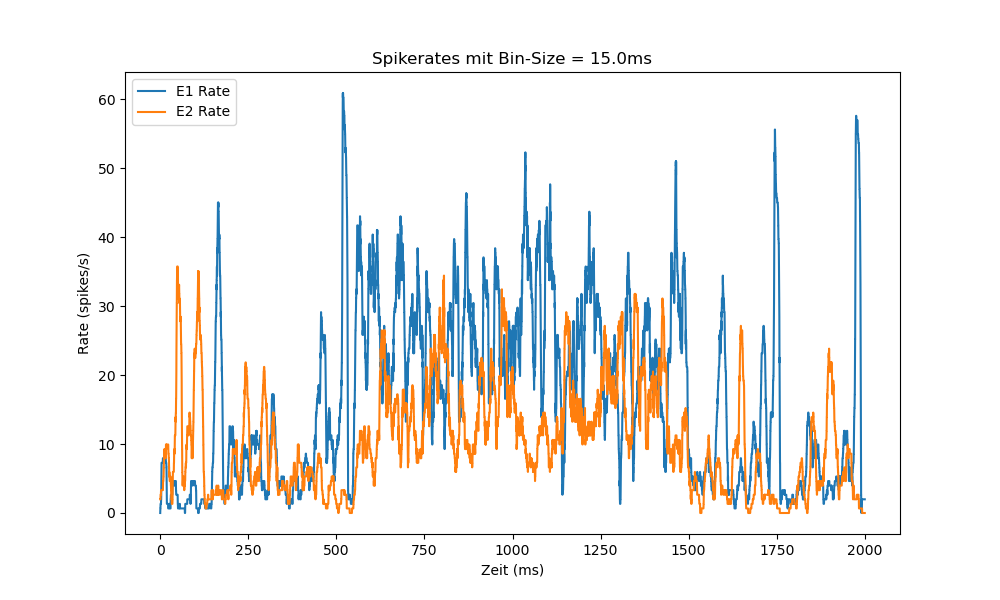 Spikerates mit Bin-Size = 15.0ms
E1 Rate
E2 Rate
60
50
40
30
20
10
0
Rate (spikes/s)
0 250 500 750 1000 1250 1500 1750 2000
Zeit (ms)